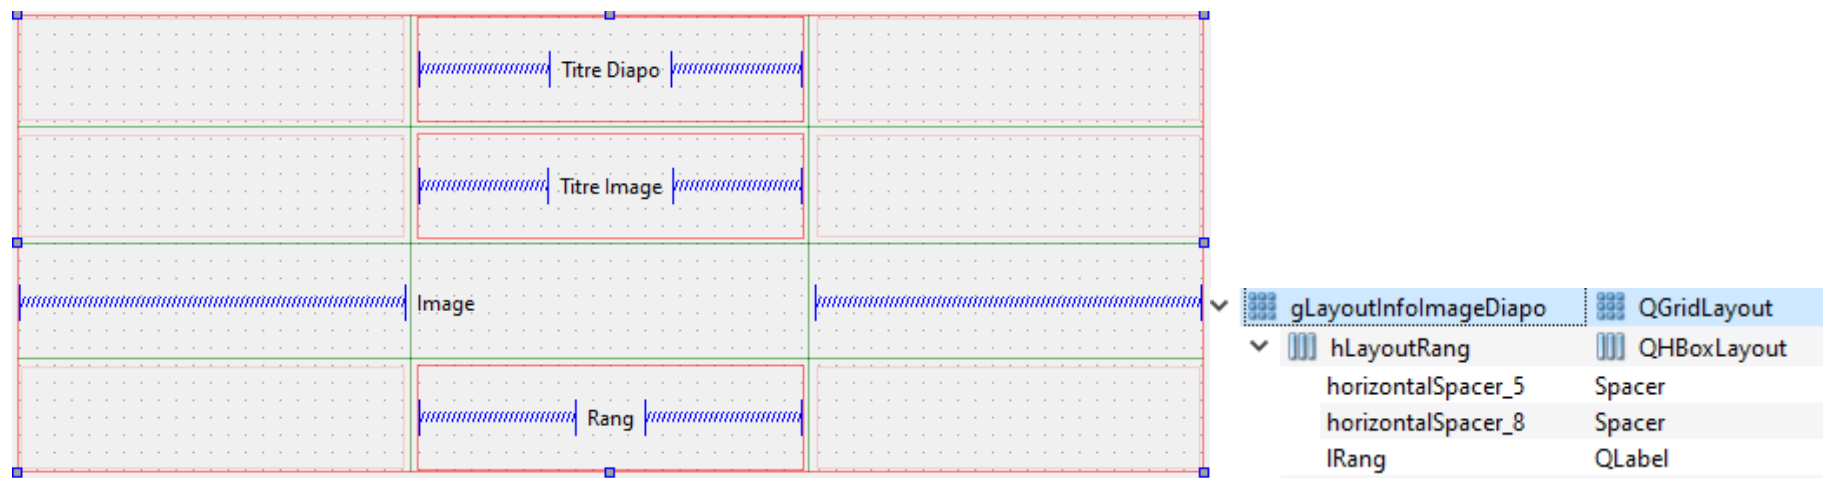 Titre Diapo
Titre Image
Image
Rang
gLayoutInfoImageDiapo QGridLayout
hLayoutRang QHBoxLayout
horizontalSpacer_5 Spacer
horizontalSpacer_8 Spacer
lRang QLabel